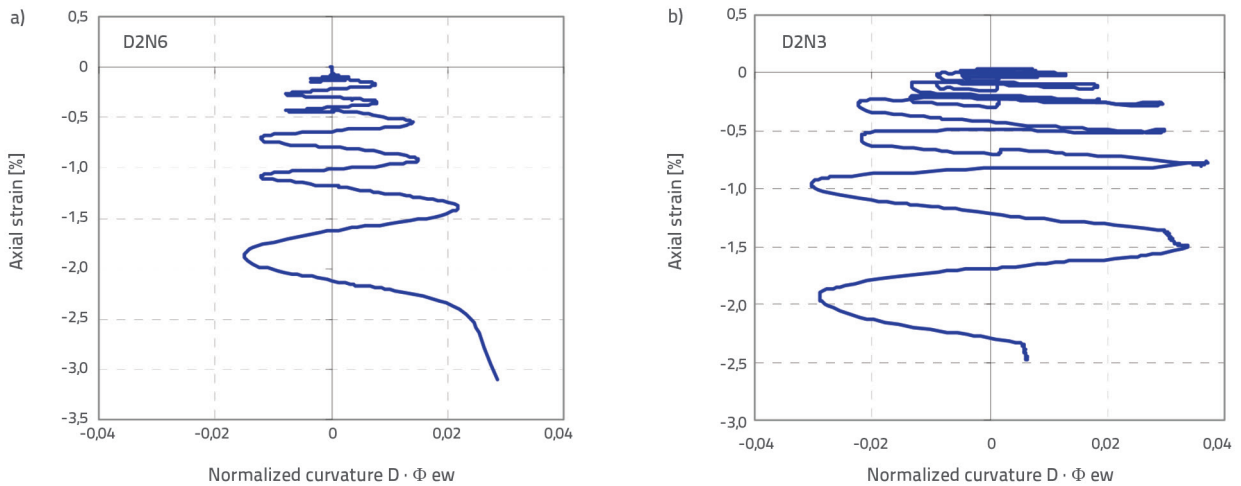 a)
D2N6
0,5
0
-0,5
-1,0
-1,5
-2,0
-2,5
-3,0
-3,5
Axial strain [%]
-0,04 -0,02 0 0,02 0,04
Normalized curvature D · Φ ew
b)
D2N3
0,5
0
-0,5
-1,0
-1,5
-2,0
-2,5
-3,0
Axial strain [%]
-0,04 -0,02 0 0,02 0,04
Normalized curvature D · Φ ew